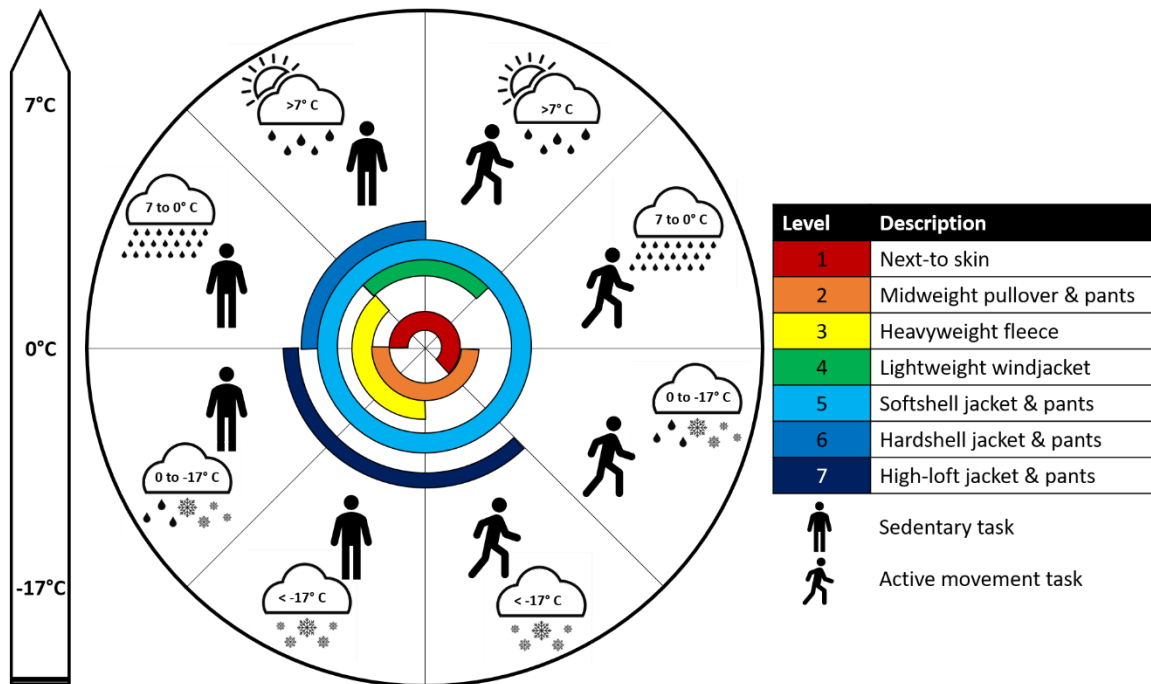 7°C
0°C
-17°C
>7° C
>7° C
7 to 0° C
7 to 0° C
0 to -17° C
0 to -17° C
< -17° C
< -17° C
Level Description
1 Next-to skin
2 Midweight pullover & pants
3 Heavyweight fleece
4 Lightweight windjacket
5 Softshell jacket & pants
6 Hardshell jacket & pants
7 High-loft jacket & pants
Sedentary task
Active movement task